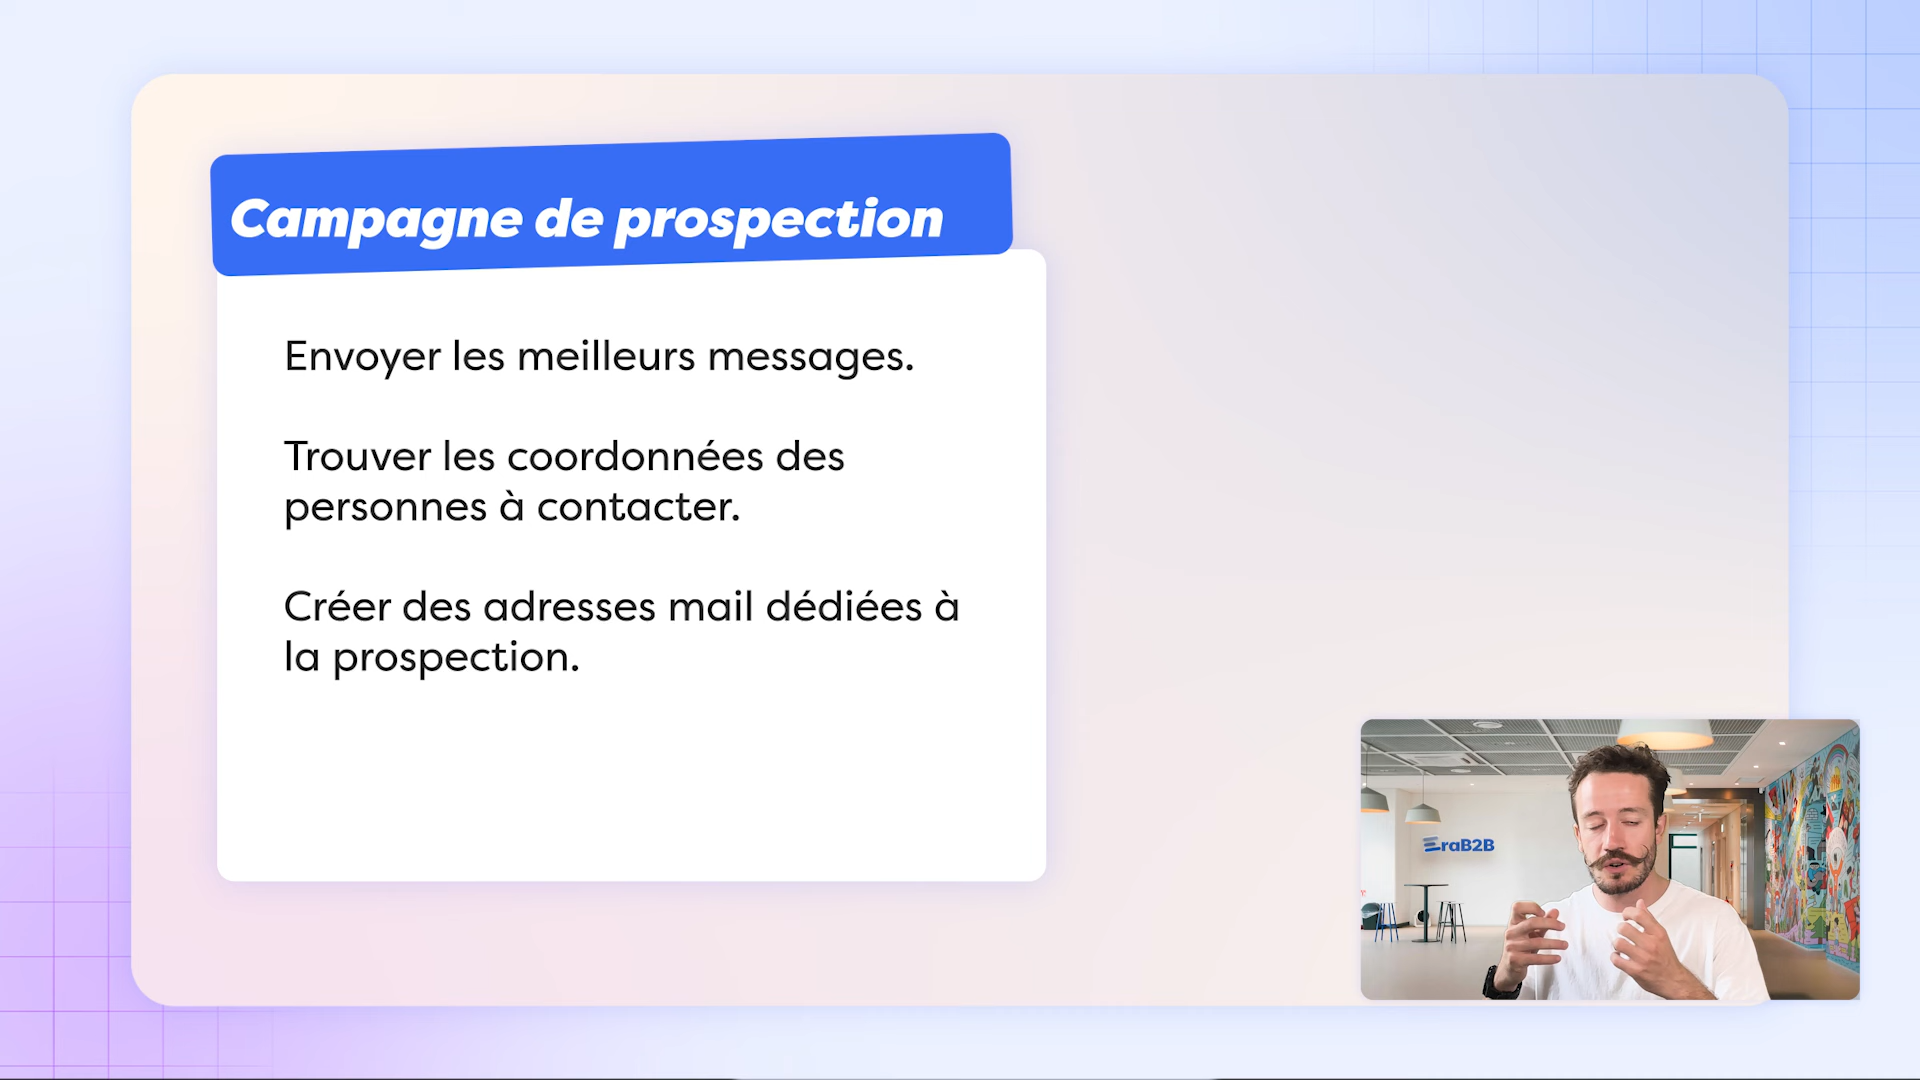 Campagne de prospection
Envoyer les meilleurs messages.
Trouver les coordonnées des
personnes à contacter.
Créer des adresses mail dédiées à
la prospection.
EraB2B